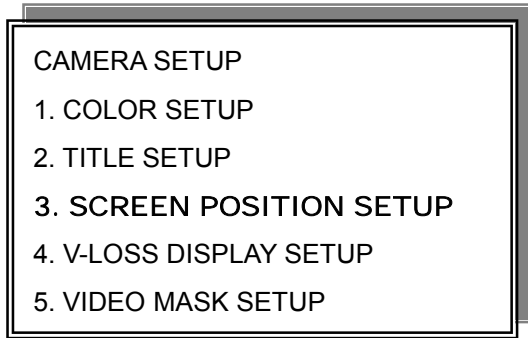 CAMERA SETUP
1. COLOR SETUP
2. TITLE SETUP
3. SCREEN POSITION SETUP
4. V-LOSS DISPLAY SETUP
5. VIDEO MASK SETUP